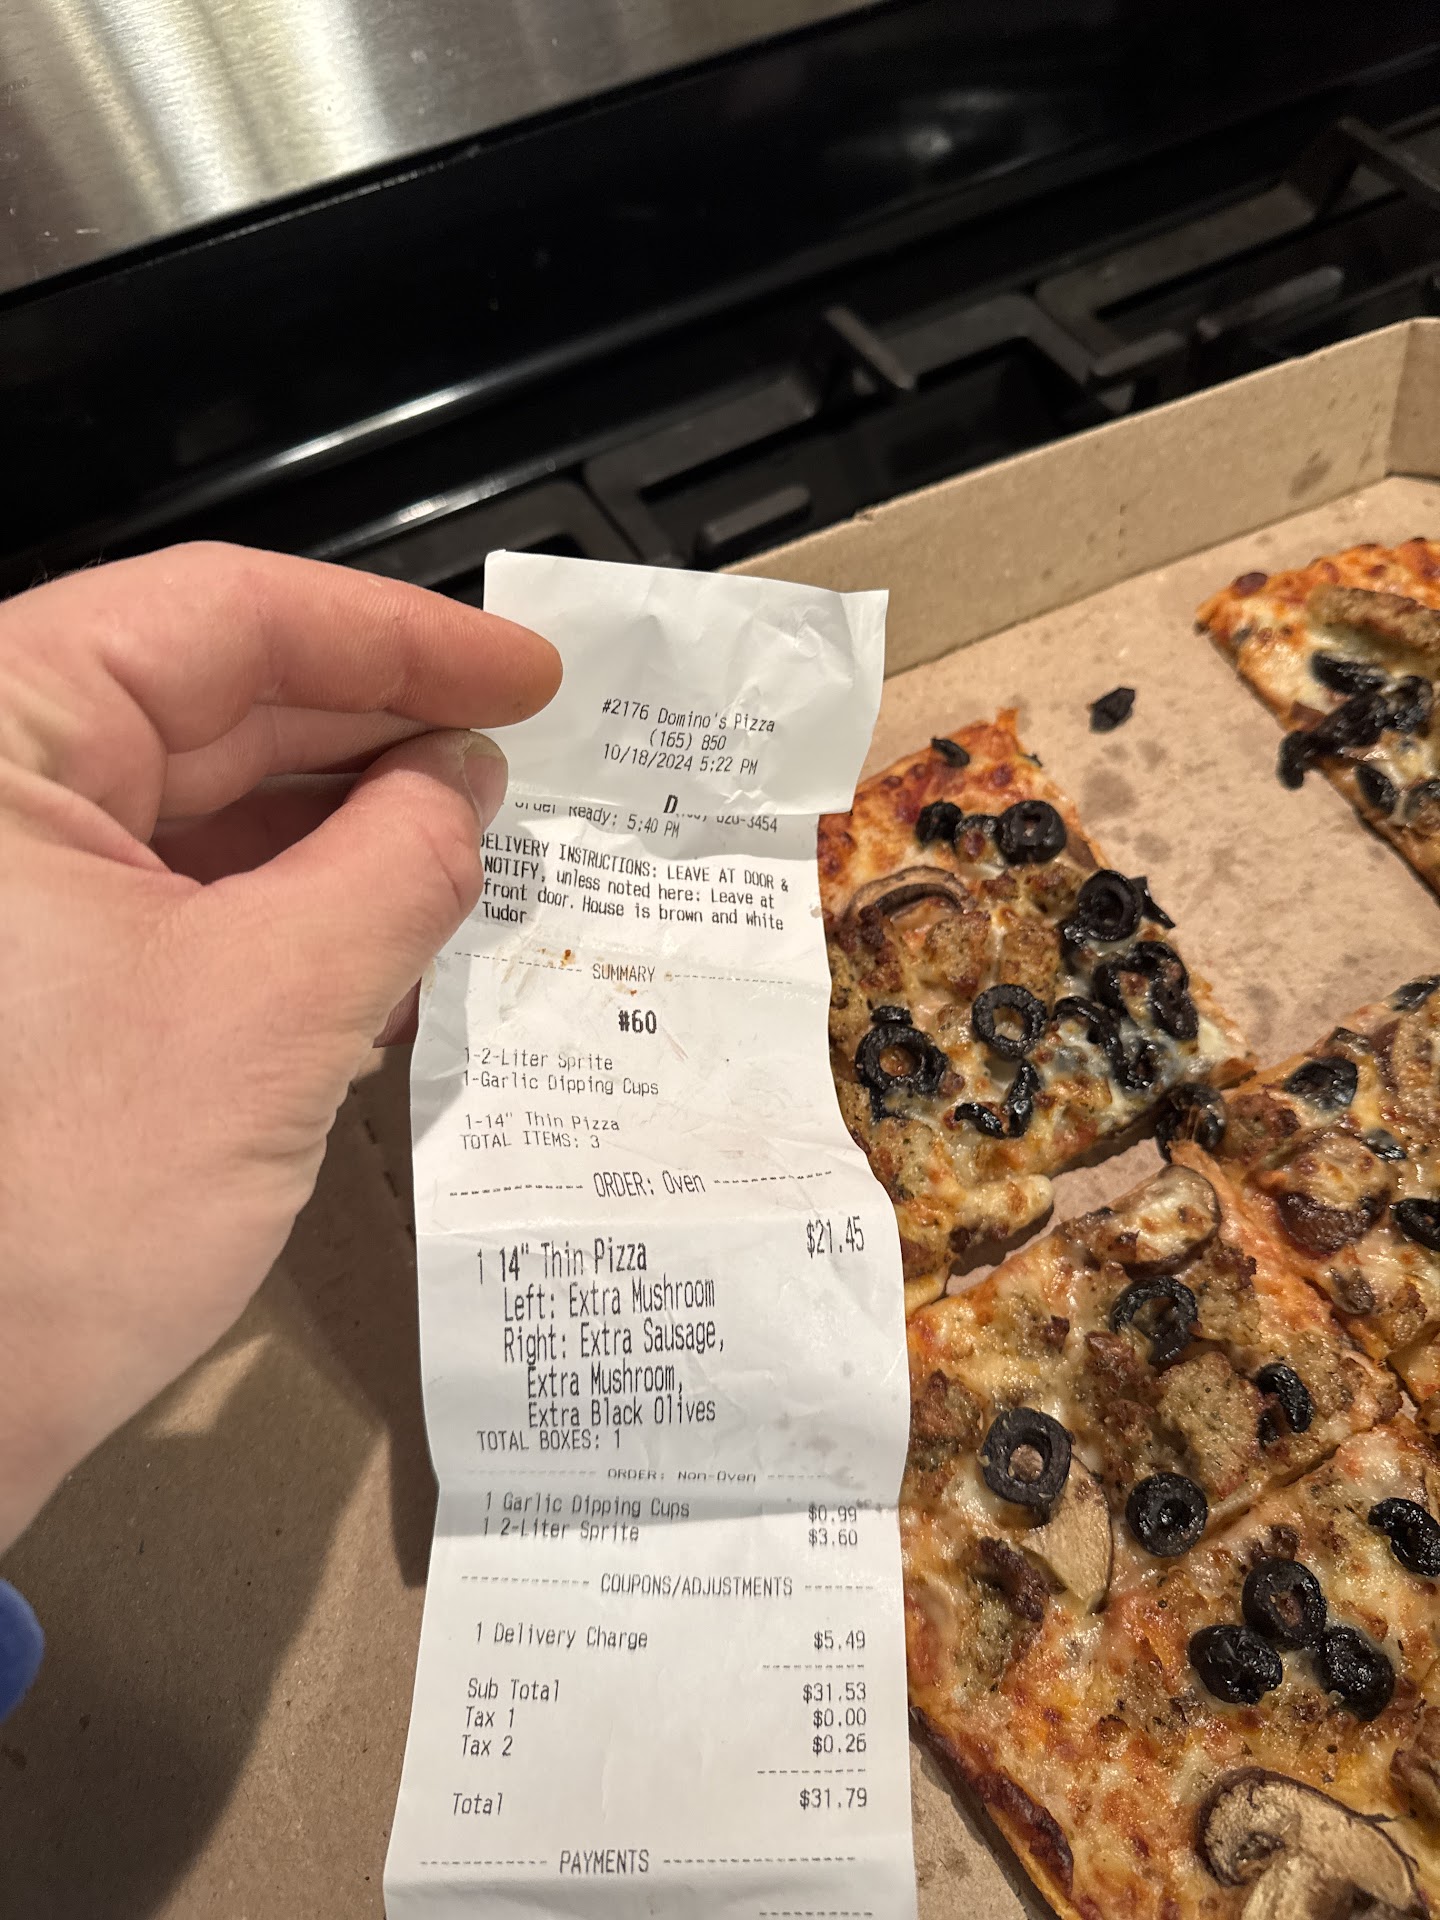 #2176 Domino's Pizza
(165) 850
10/18/2024 5:22 PM
D
Order Ready: 5:40 PM 820-3454
DELIVERY INSTRUCTIONS: LEAVE AT DOOR &
NOTIFY, unless noted here: Leave at
front door. House is brown and white
Tudor
SUMMARY
#60
1-2-Liter Sprite
1-Garlic Dipping Cups
1-14" Thin Pizza
TOTAL ITEMS: 3
ORDER: Oven
1 14" Thin Pizza $21.45
Left: Extra Mushroom
Right: Extra Sausage,
Extra Mushroom,
Extra Black Olives
TOTAL BOXES: 1
ORDER: Non-Oven
1 Garlic Dipping Cups $0.99
1 2-Liter Sprite $3.60
COUPONS/ADJUSTMENTS
1 Delivery Charge $5.49
Sub Total $31.53
Tax 1 $0.00
Tax 2 $0.26
Total $31.79
PAYMENTS